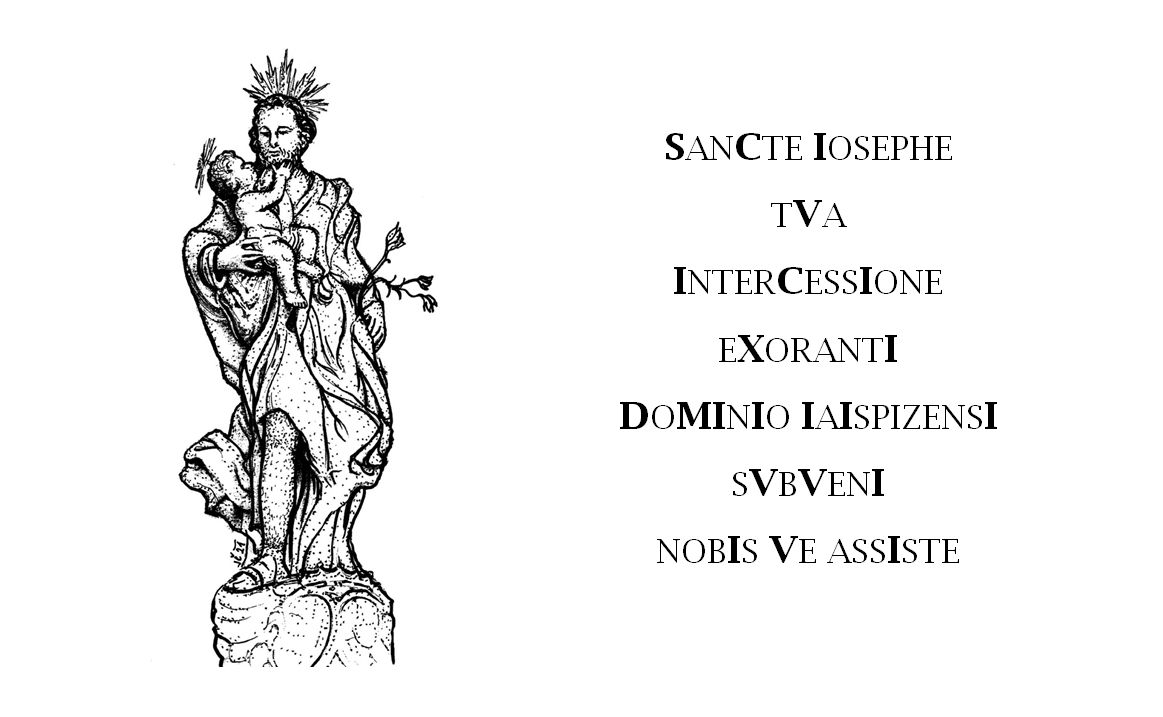 SanCte Iosephe
tVa
InterCessIone
eXorantI
DoMInIo IaIspizensI
sVbVenI
nobIs Ve assIste